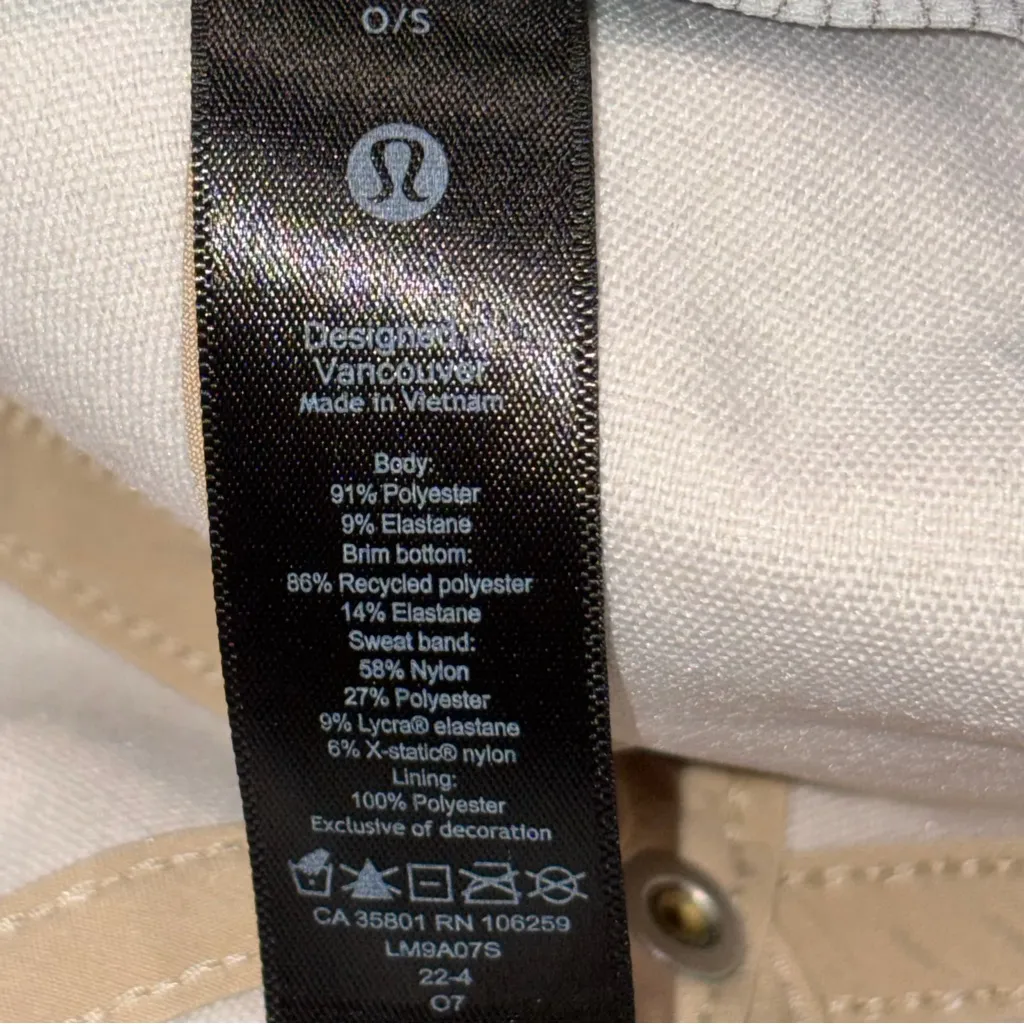 O/S
Designed in
Vancouver
Made in Vietnam
Body:
91% Polyester
9% Elastane
Brim bottom:
86% Recycled polyester
14% Elastane
Sweat band:
58% Nylon
27% Polyester
9% Lycra® elastane
6% X-static® nylon
Lining:
100% Polyester
Exclusive of decoration
CA 35801 RN 106259
LM9A07S
22-4
O7